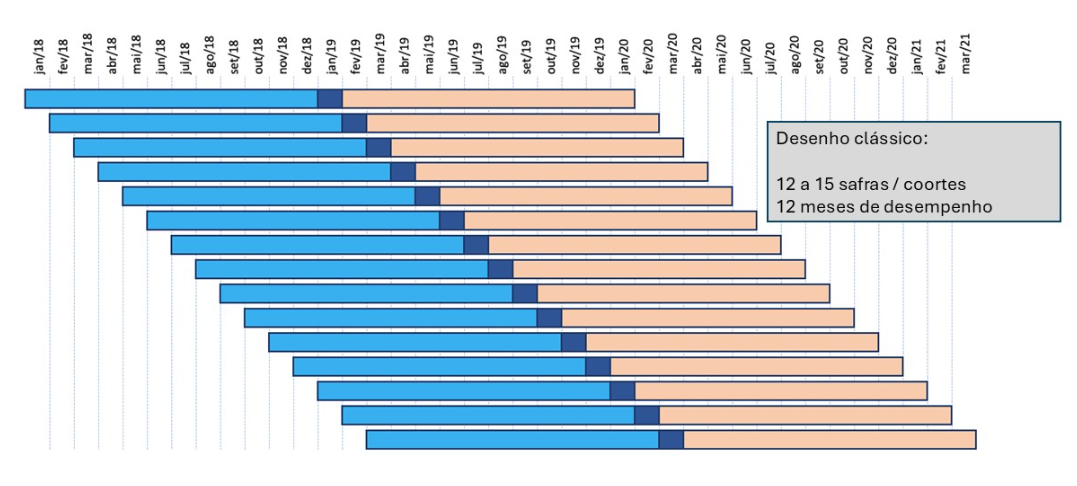 jan/18
fev/18
mar/18
abr/18
mai/18
jun/18
jul/18
ago/18
set/18
out/18
nov/18
dez/18
jan/19
fev/19
mar/19
abr/19
mai/19
jun/19
jul/19
ago/19
set/19
out/19
nov/19
dez/19
jan/20
fev/20
mar/20
abr/20
mai/20
jun/20
jul/20
ago/20
set/20
out/20
nov/20
dez/20
jan/21
fev/21
mar/21
Desenho clássico:
12 a 15 safras / coortes
12 meses de desempenho